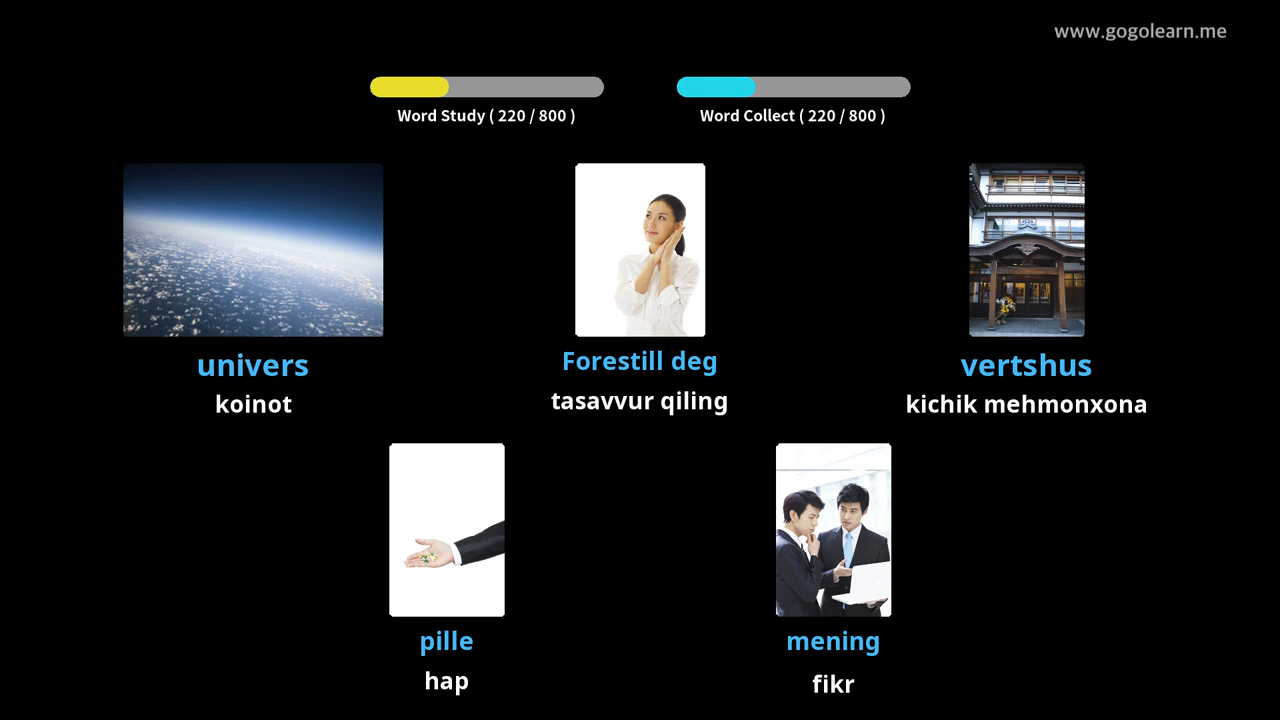 www.gogolearn.me
Word Study ( 220 / 800 )
Word Collect ( 220 / 800 )
univers
koinot
Forestill deg
tasavvur qiling
vertshus
kichik mehmonxona
pille
hap
mening
fikr